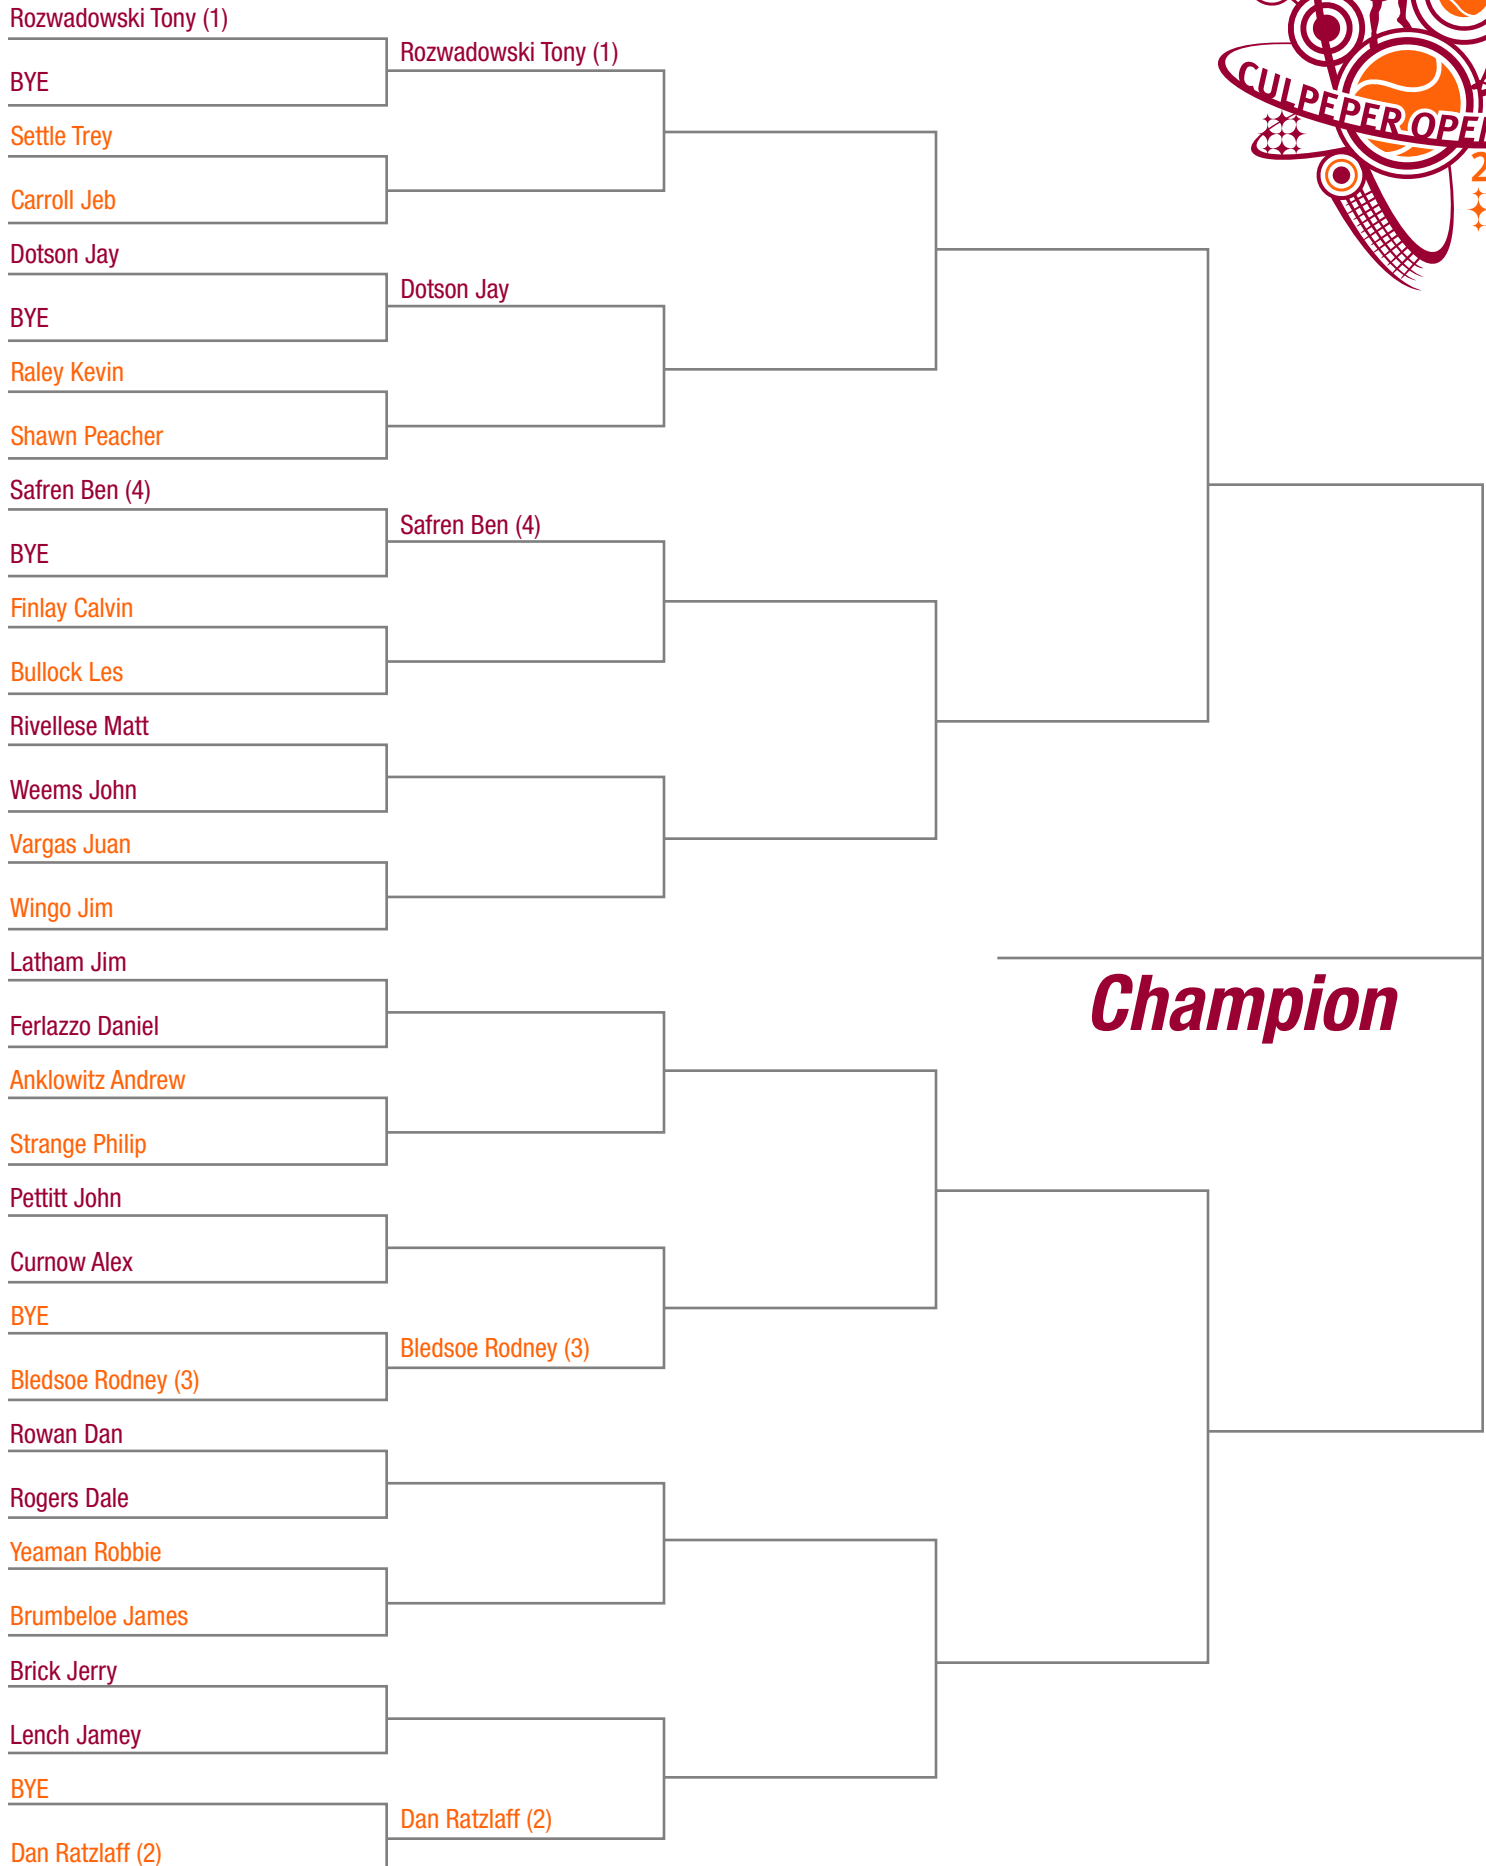 Rozwadowski Tony (1)
BYE
Settle Trey
Carroll Jeb
Dotson Jay
BYE
Raley Kevin
Shawn Peacher
Safren Ben (4)
BYE
Finlay Calvin
Bullock Les
Rivellese Matt
Weems John
Vargas Juan
Wingo Jim
Latham Jim
Ferlazzo Daniel
Anklowitz Andrew
Strange Philip
Pettitt John
Curnow Alex
BYE
Bledsoe Rodney (3)
Rowan Dan
Rogers Dale
Yeaman Robbie
Brumbeloe James
Brick Jerry
Lench Jamey
BYE
Dan Ratzlaff (2)
Rozwadowski Tony (1)
Dotson Jay
Safren Ben (4)
Bledsoe Rodney (3)
Dan Ratzlaff (2)
CULPEPER OPE
2
Champion